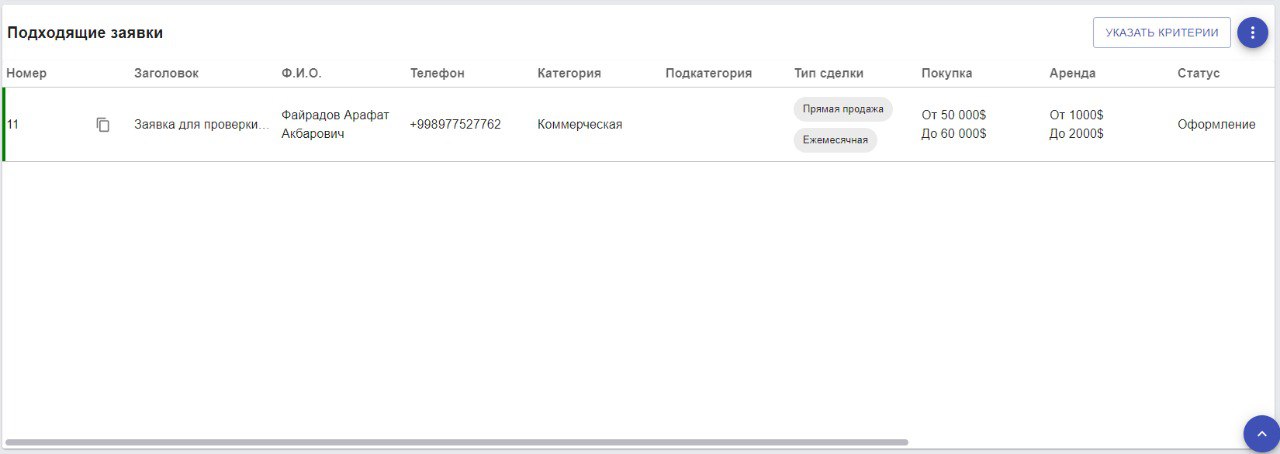 Подходящие заявки
УКАЗАТЬ КРИТЕРИИ
Номер Заголовок Ф.И.О. Телефон Категория Подкатегория Тип сделки Покупка Аренда Статус
11 Заявка для проверки... Файрадов Арафат Акбарович +998977527762 Коммерческая Прямая продажа Ежемесячная От 50 000$ До 60 000$ От 1000$ До 2000$ Оформление